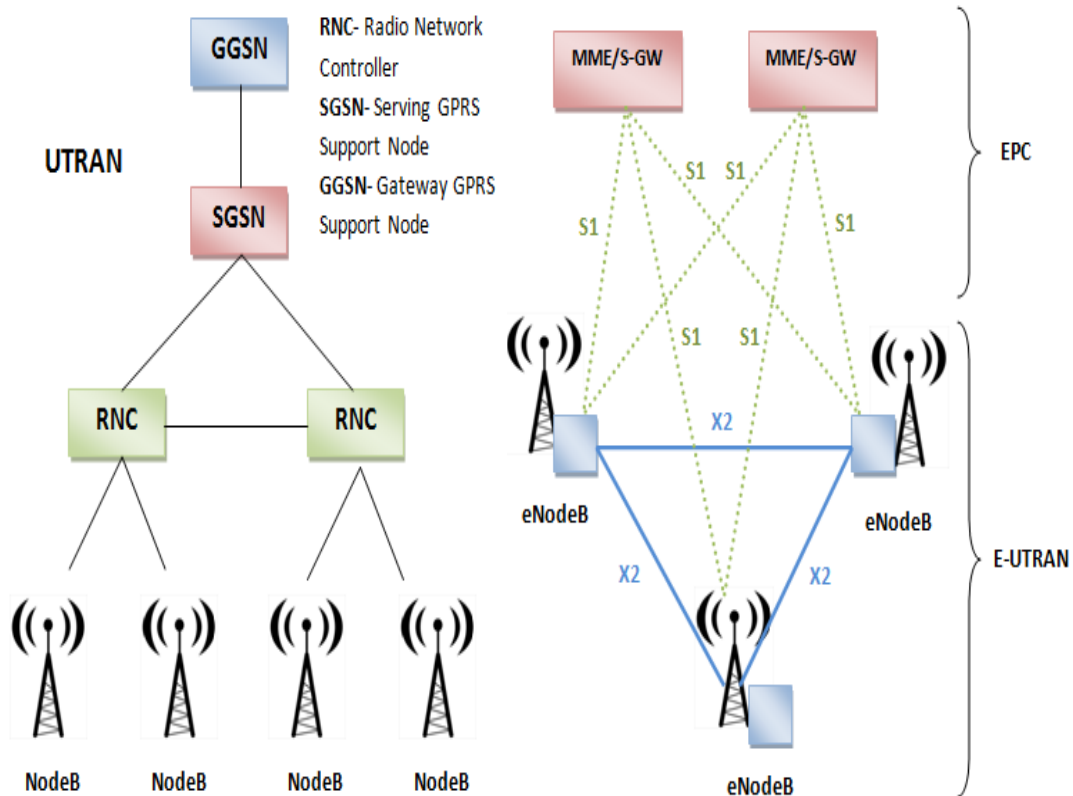 GGSN
RNC- Radio Network
Controller
SGSN- Serving GPRS
Support Node
GGSN- Gateway GPRS
Support Node
UTRAN
SGSN
RNC
RNC
NodeB
NodeB
NodeB
NodeB
MME/S-GW
MME/S-GW
EPC
S1
S1
S1
S1
S1
S1
X2
eNodeB
eNodeB
X2
X2
E-UTRAN
eNodeB